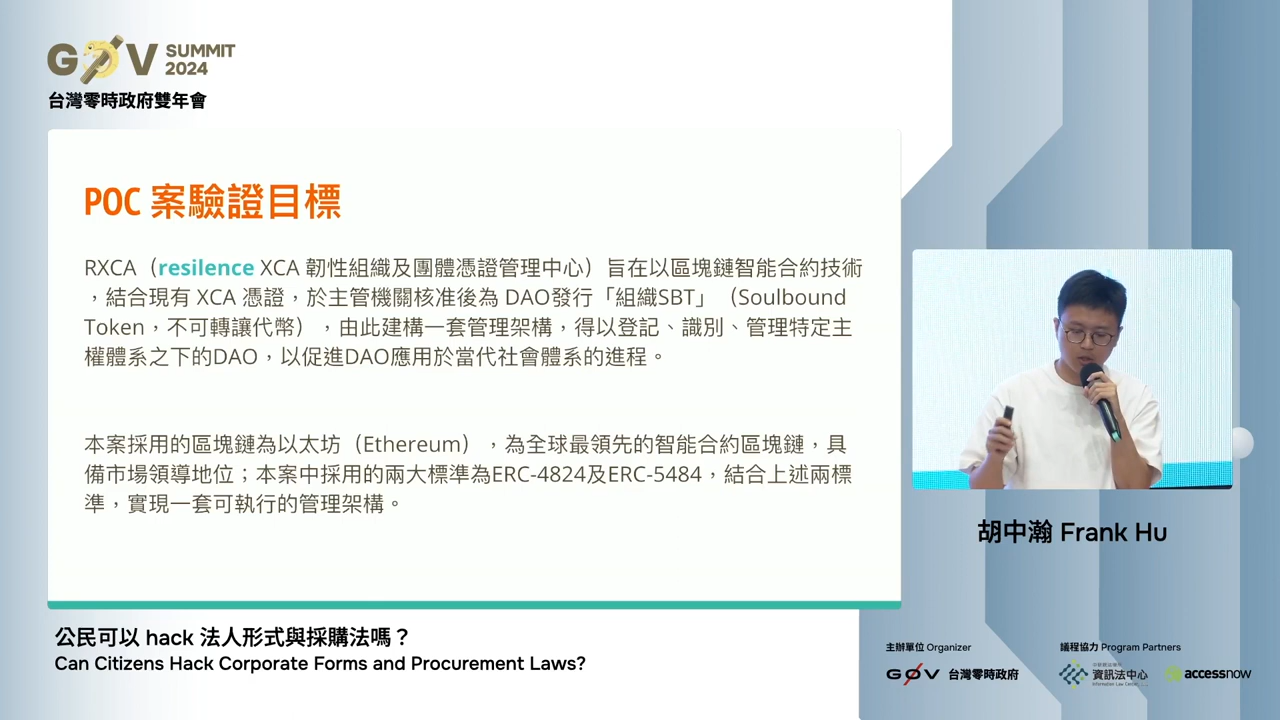 GØV SUMMIT 2024
台灣零時政府雙年會
POC 案驗證目標
RXCA（resilence XCA 韌性組織及團體憑證管理中心）旨在以區塊鏈智能合約技術
，結合現有 XCA 憑證，於主管機關核准後為 DAO發行「組織SBT」（Soulbound
Token，不可轉讓代幣），由此建構一套管理架構，得以登記、識別、管理特定主
權體系之下的DAO，以促進DAO應用於當代社會體系的進程。
本案採用的區塊鏈為以太坊（Ethereum），為全球最領先的智能合約區塊鏈，具
備市場領導地位；本案中採用的兩大標準為ERC-4824及ERC-5484，結合上述兩標
準，實現一套可執行的管理架構。
胡中瀚 Frank Hu
公民可以 hack 法人形式與採購法嗎？
Can Citizens Hack Corporate Forms and Procurement Laws?
主辦單位 Organizer
GØV 台灣零時政府
議程協力 Program Partners
資訊法中心
Information Law Center
accessnow